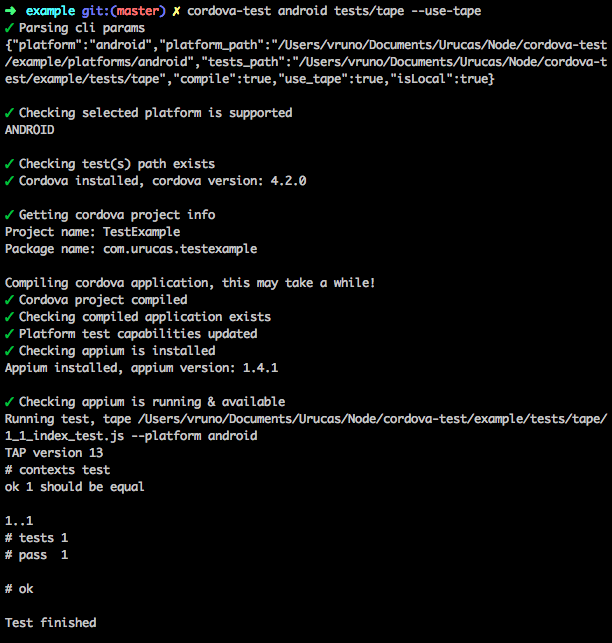 ➜ example git:(master) ✗ cordova-test android tests/tape --use-tape
✓ Parsing cli params
{"platform":"android","platform_path":"/Users/vruno/Documents/Urucas/Node/cordova-test
/example/platforms/android","tests_path":"/Users/vruno/Documents/Urucas/Node/cordova-t
est/example/tests/tape","compile":true,"use_tape":true,"isLocal":true}
✓ Checking selected platform is supported
ANDROID
✓ Checking test(s) path exists
✓ Cordova installed, cordova version: 4.2.0
✓ Getting cordova project info
Project name: TestExample
Package name: com.urucas.testexample
Compiling cordova application, this may take a while!
✓ Cordova project compiled
✓ Checking compiled application exists
✓ Platform test capabilities updated
✓ Checking appium is installed
Appium installed, appium version: 1.4.1
✓ Checking appium is running & available
Running test, tape /Users/vruno/Documents/Urucas/Node/cordova-test/example/tests/tape/
1_1_index_test.js --platform android
TAP version 13
# contexts test
ok 1 should be equal
1..1
# tests 1
# pass  1
# ok
Test finished